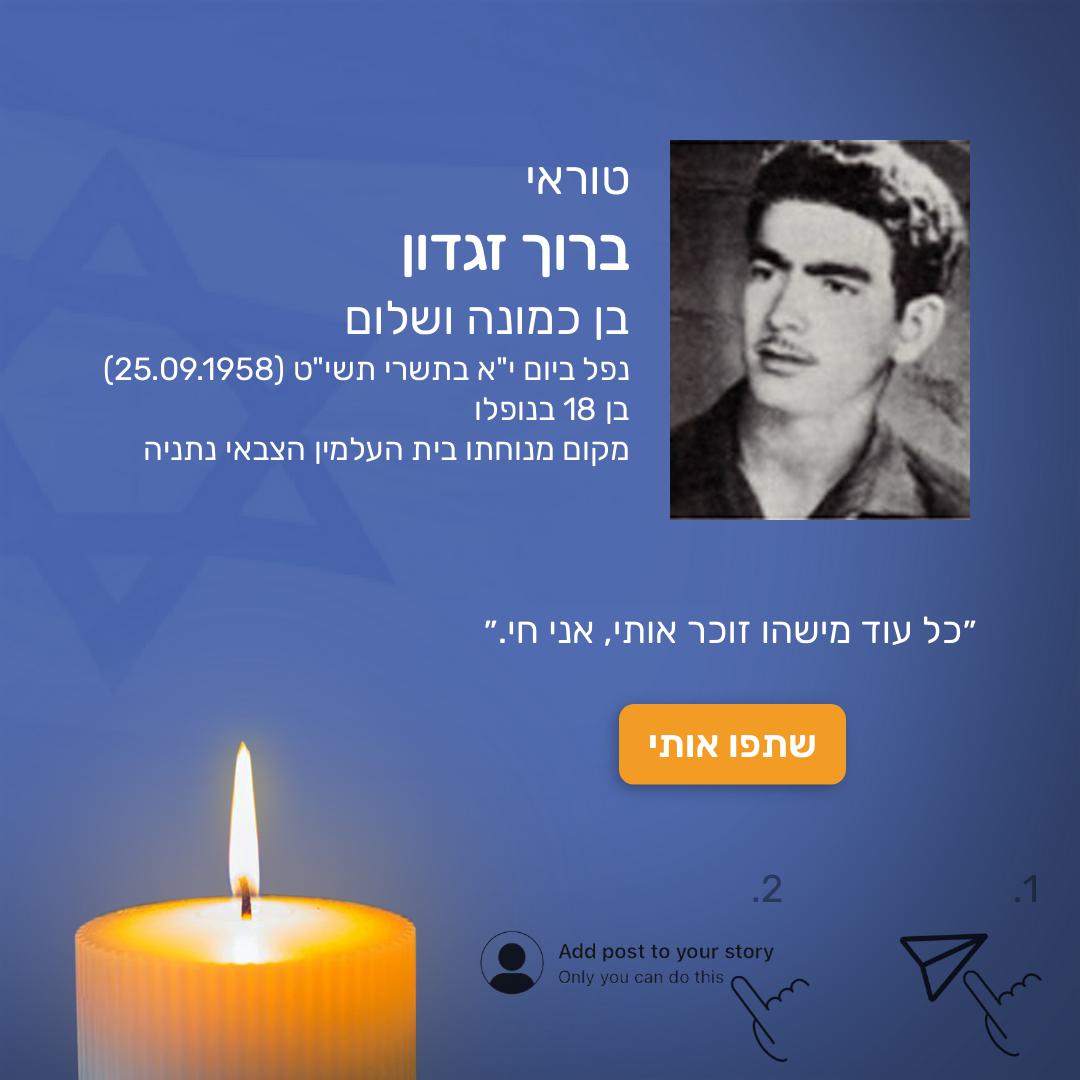 טוראי
ברוך זגדון
בן כמונה ושלום
נפל ביום י"א בתשרי תשי"ט (25.09.1958)
בן 18 בנופלו
מקום מנוחתו בית העלמין הצבאי נתניה
״כל עוד מישהו זוכר אותי, אני חי.״
שתפו אותי
.1
.2
Add post to your story
Only you can do this